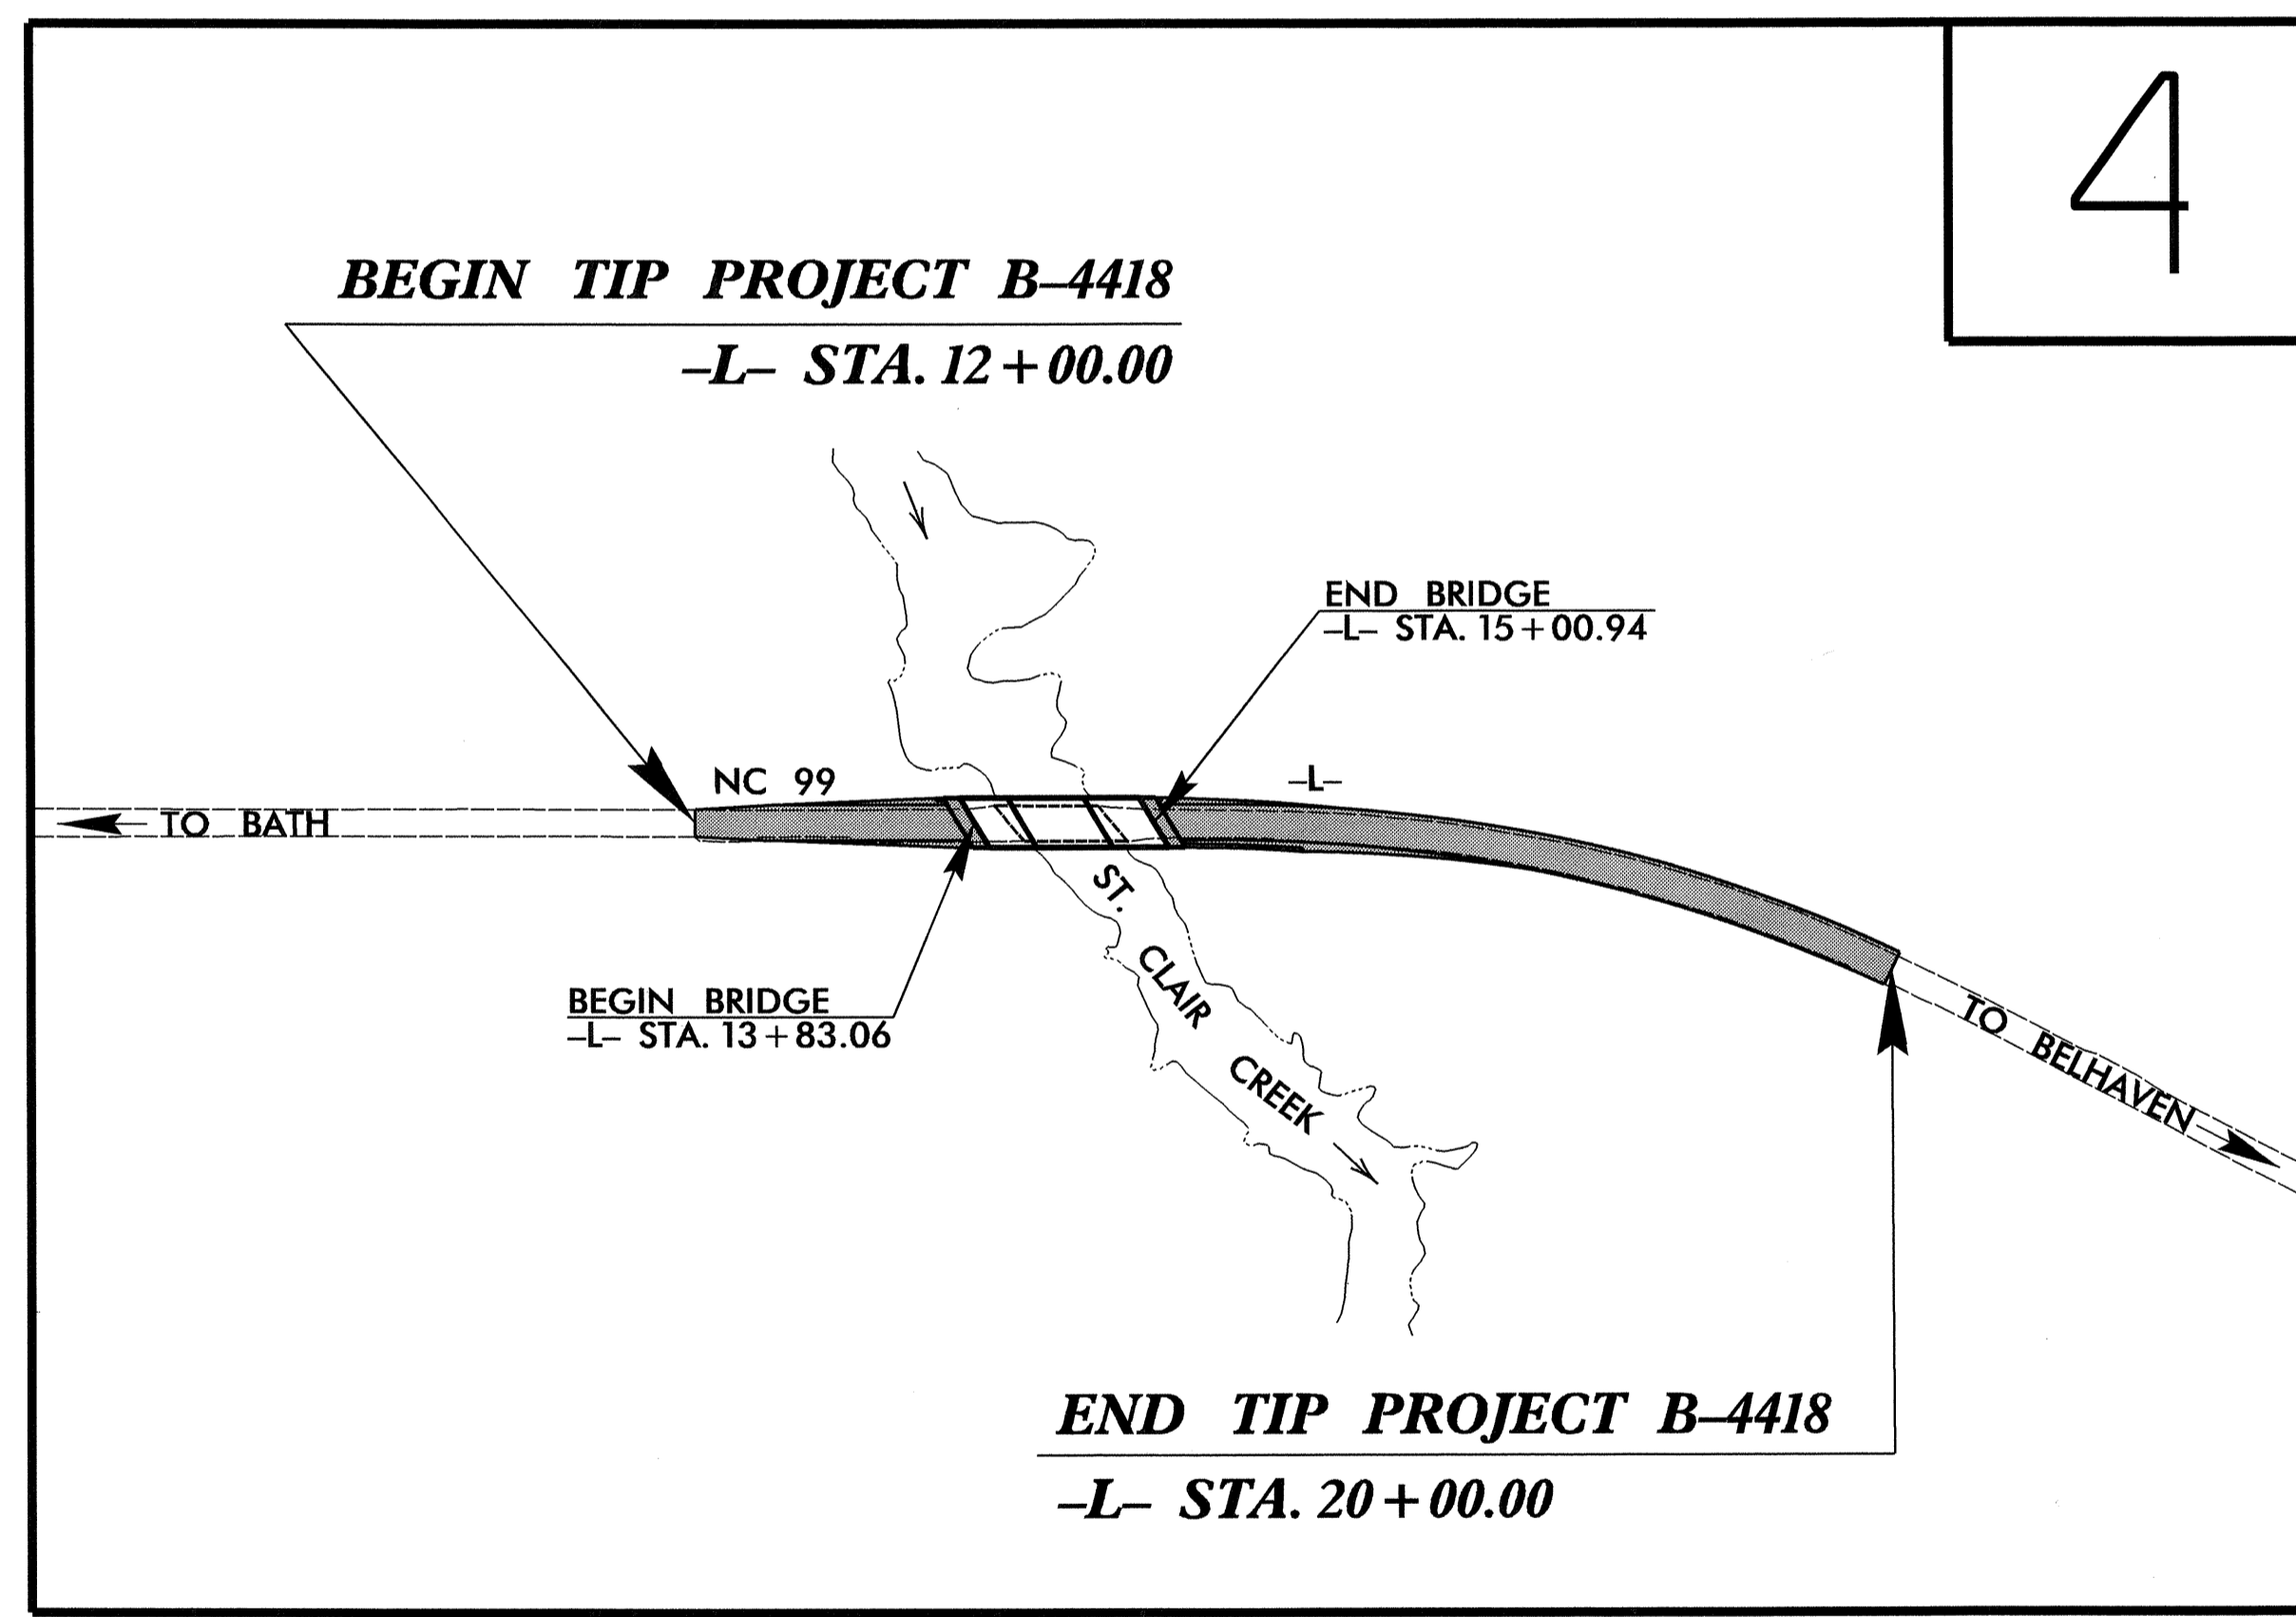 4
BEGIN TIP PROJECT B-4418
-L- STA. 12+00.00
END BRIDGE
-L- STA. 15+00.94
NC 99
-L-
TO BATH
ST. CLAIR CREEK
BEGIN BRIDGE
-L- STA. 13+83.06
TO BELHAVEN
END TIP PROJECT B-4418
-L- STA. 20+00.00